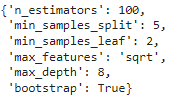 {'n_estimators': 100,
'min_samples_split': 5,
'min_samples_leaf': 2,
'max_features': 'sqrt',
'max_depth': 8,
'bootstrap': True}